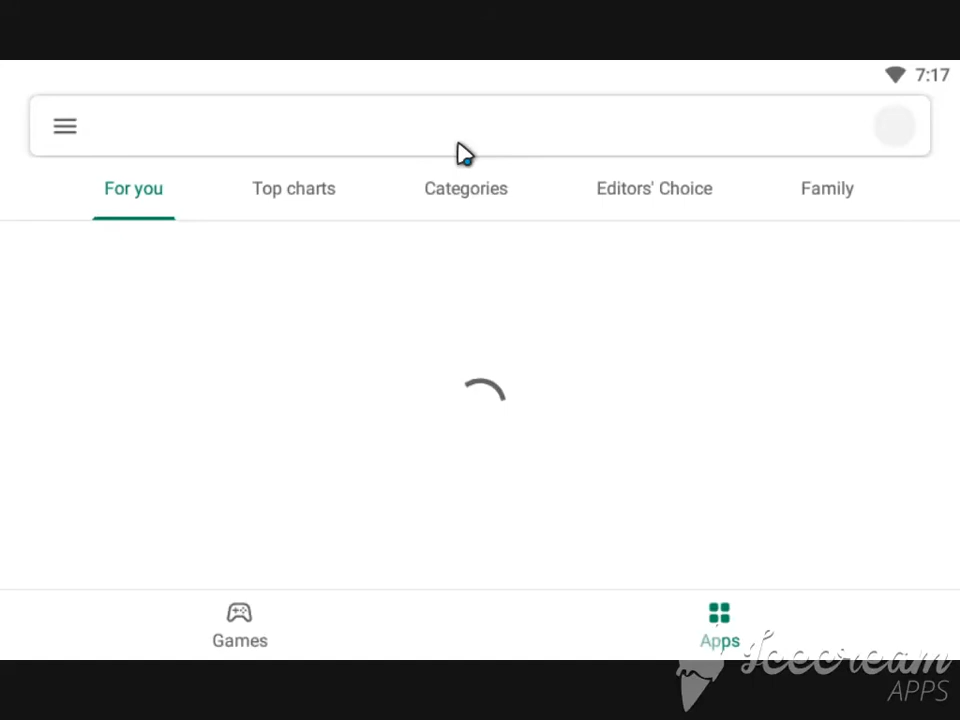 7:17
For you
Top charts
Categories
Editors' Choice
Family
Games
Apps
Icecream
APPS